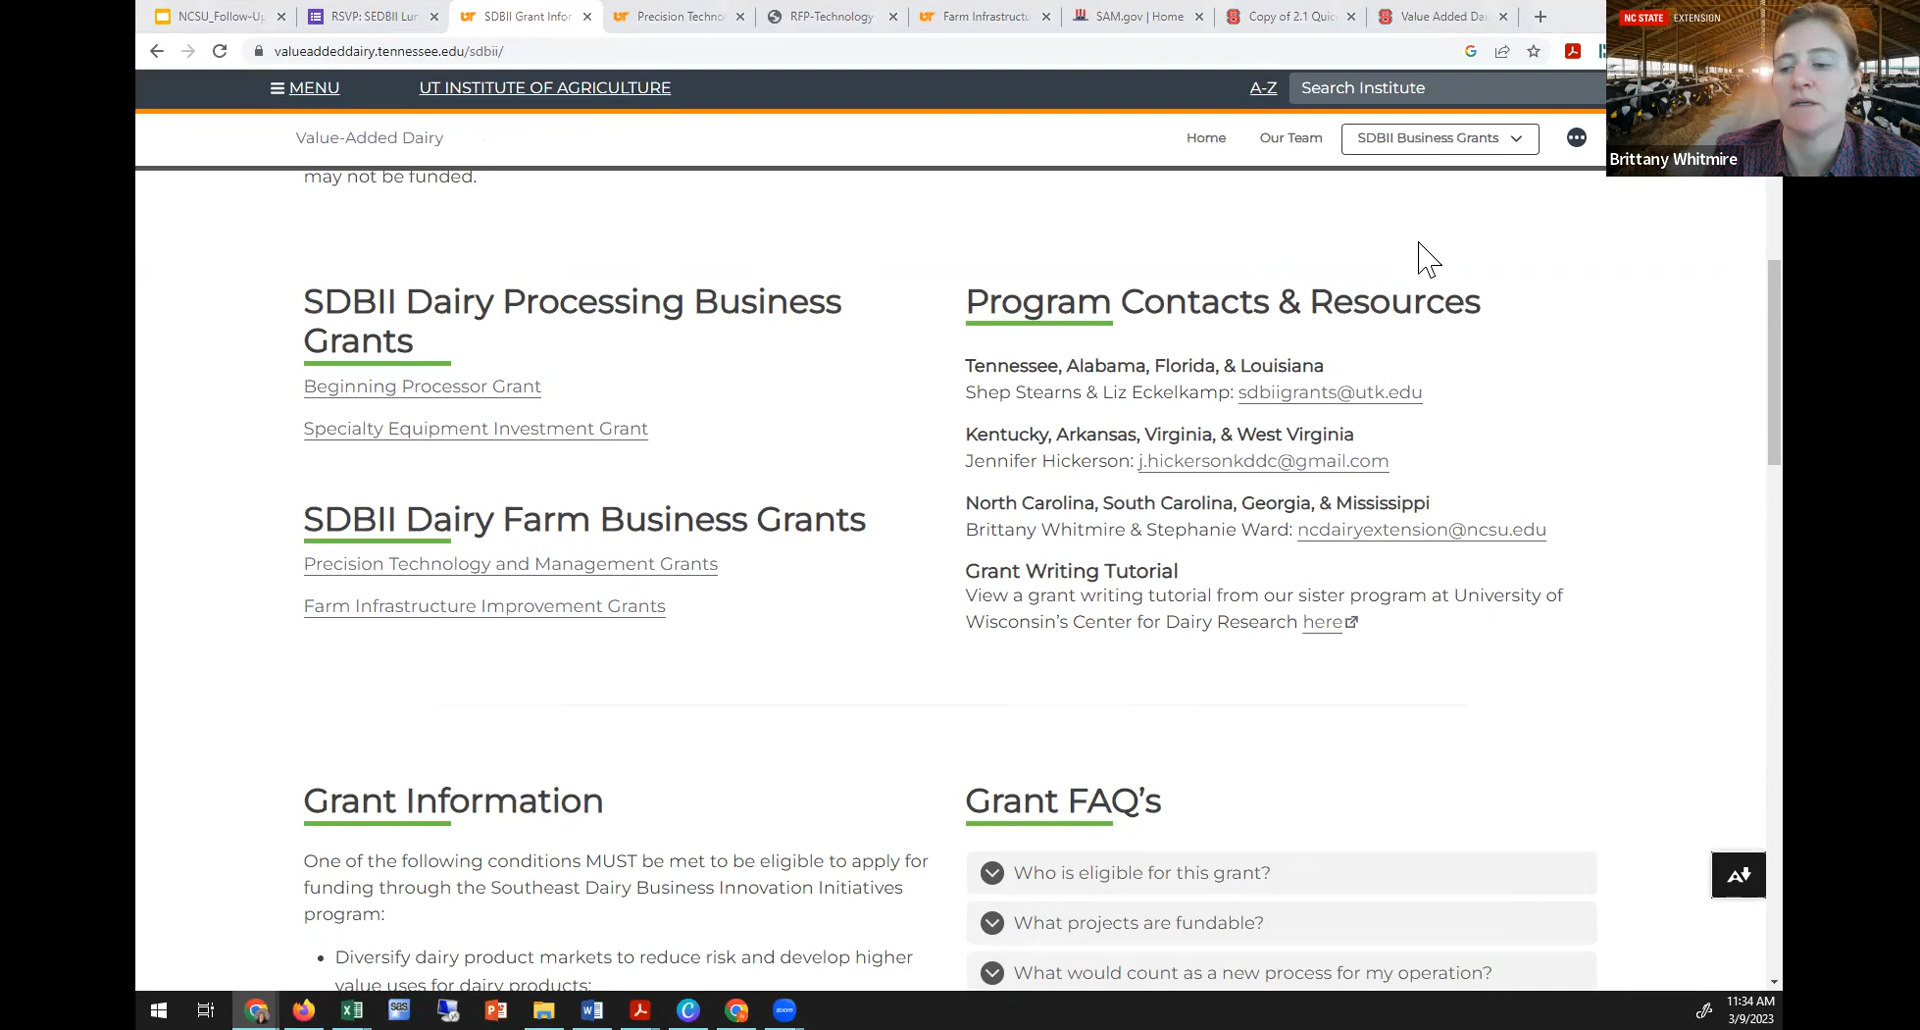 NCSU_Follow-U
RSVP: SEDBII Lun
SDBII Grant Infor
Precision Techno
RFP-Technology-
Farm Infrastructu
SAM.gov | Home
Copy of 2.1 Quic
Value Added Da
valueaddeddairy.tennessee.edu/sdbii/
NC STATE EXTENSION
MENU
UT INSTITUTE OF AGRICULTURE
A-Z
Search Institute
Value-Added Dairy
Home
Our Team
SDBII Business Grants
Brittany Whitmire
may not be funded.
SDBII Dairy Processing Business
Grants
Beginning Processor Grant
Specialty Equipment Investment Grant
SDBII Dairy Farm Business Grants
Precision Technology and Management Grants
Farm Infrastructure Improvement Grants
Program Contacts & Resources
Tennessee, Alabama, Florida, & Louisiana
Shep Stearns & Liz Eckelkamp: sdbiigrants@utk.edu
Kentucky, Arkansas, Virginia, & West Virginia
Jennifer Hickerson: j.hickersonkddc@gmail.com
North Carolina, South Carolina, Georgia, & Mississippi
Brittany Whitmire & Stephanie Ward: ncdairyextension@ncsu.edu
Grant Writing Tutorial
View a grant writing tutorial from our sister program at University of
Wisconsin's Center for Dairy Research here
Grant Information
One of the following conditions MUST be met to be eligible to apply for
funding through the Southeast Dairy Business Innovation Initiatives
program:
• Diversify dairy product markets to reduce risk and develop higher
value uses for dairy products;
Grant FAQ's
Who is eligible for this grant?
What projects are fundable?
What would count as a new process for my operation?
11:34 AM
3/9/2023